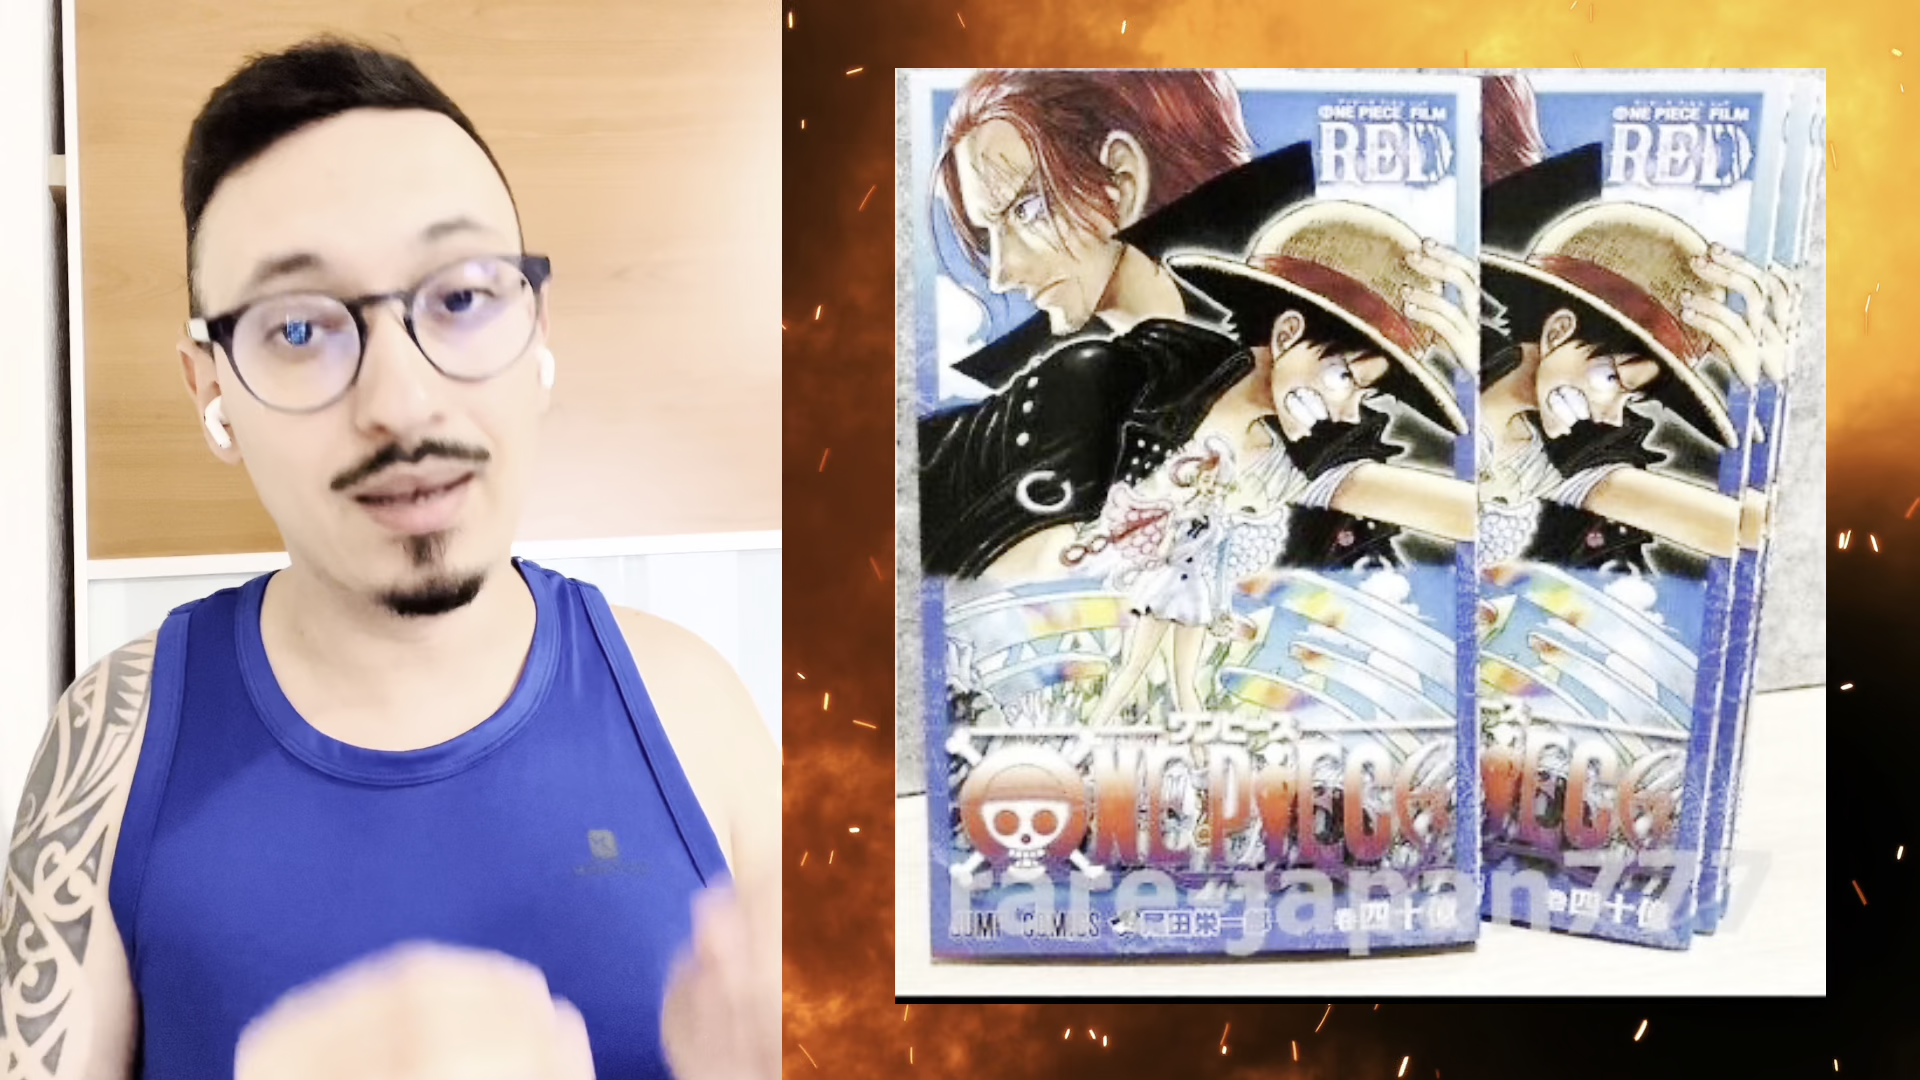 ONE PIECE FILM
RED
ONE PIECE FILM
RED
ワンピース
ONE PIECE
JUMP COMICS
尾田栄一郎
巻四十億
巻四十億
rare-japan777